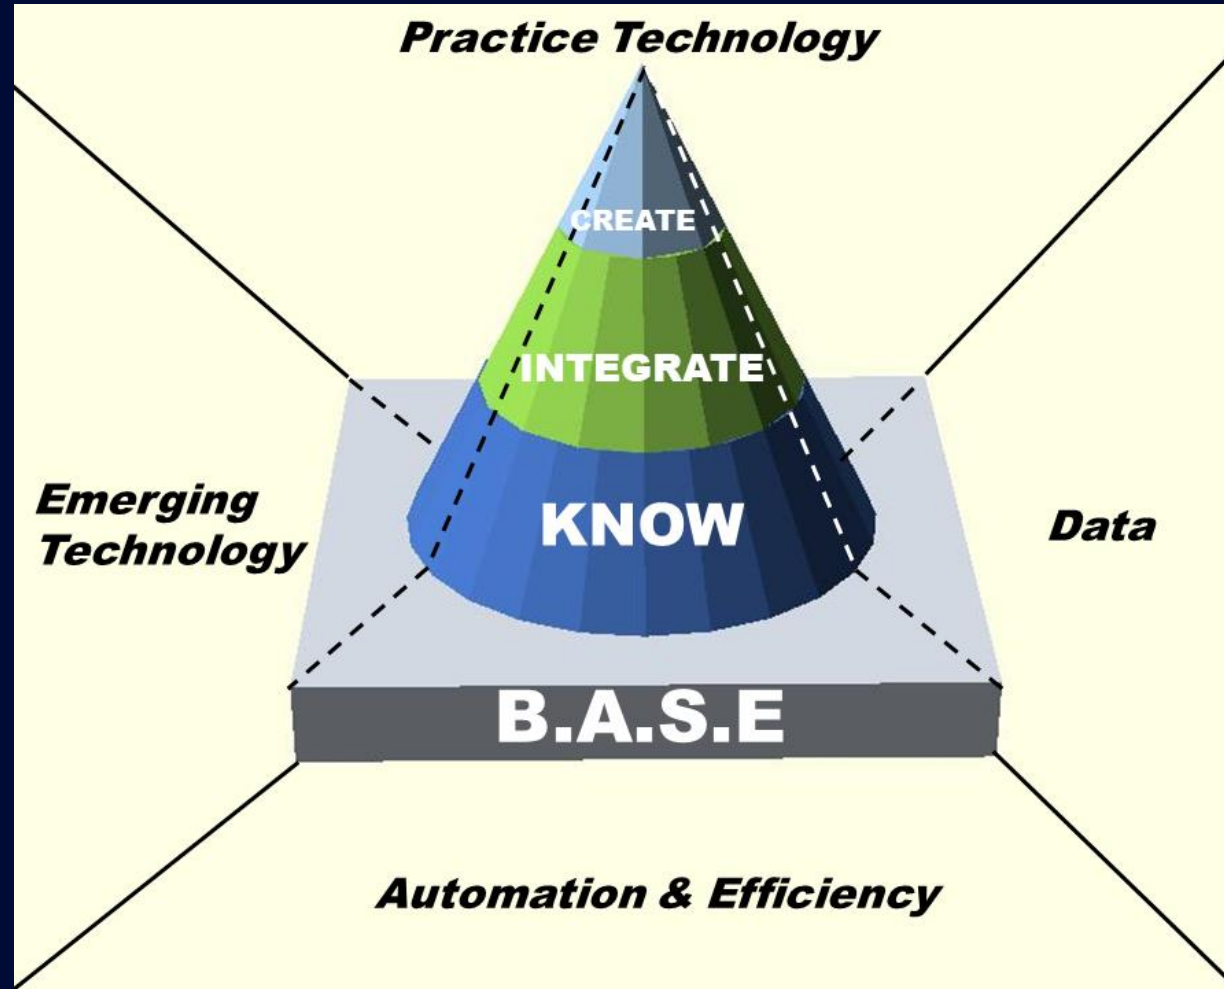 Practice Technology
CREATE
INTEGRATE
KNOW
Emerging
Technology
Data
B.A.S.E
Automation & Efficiency